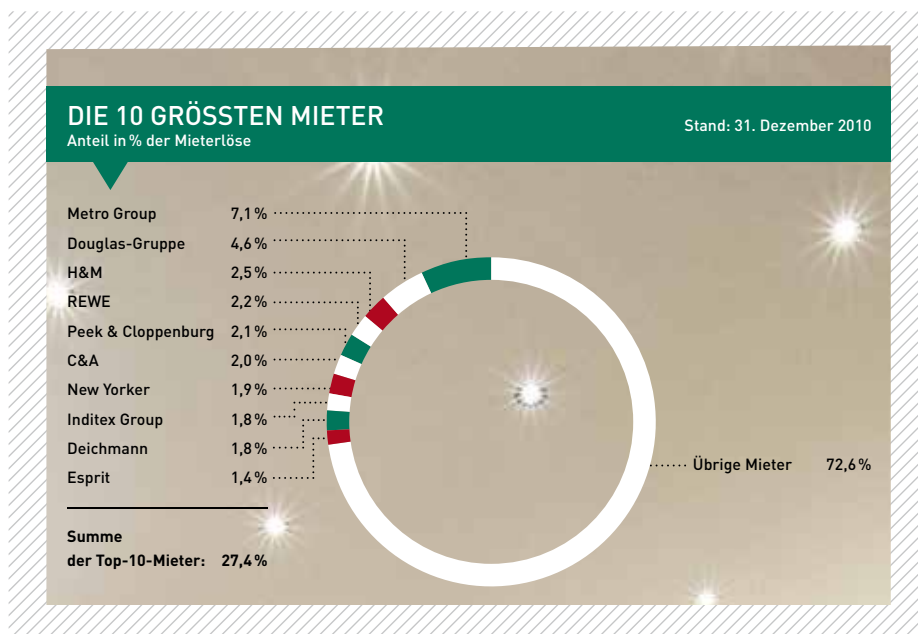 DIE 10 GRÖSSTEN MIETER
Anteil in % der Mieterlöse
Stand: 31. Dezember 2010
Metro Group 7,1 %
Douglas-Gruppe 4,6 %
H&M 2,5 %
REWE 2,2 %
Peek & Cloppenburg 2,1 %
C&A 2,0 %
New Yorker 1,9 %
Inditex Group 1,8 %
Deichmann 1,8 %
Esprit 1,4 %
Übrige Mieter 72,6 %
Summe
der Top-10-Mieter: 27,4 %